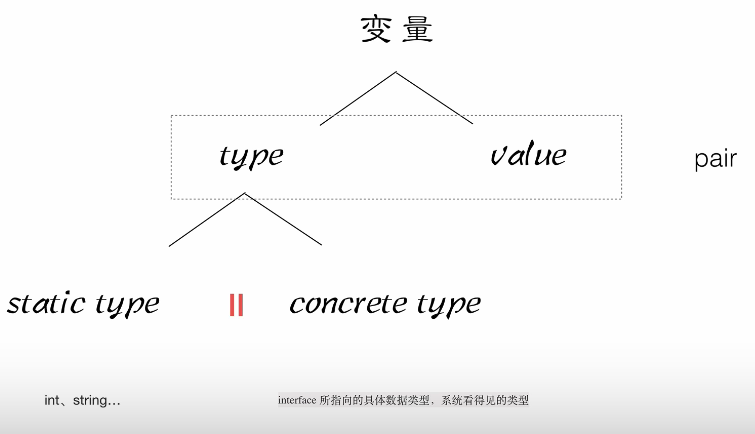 变量
type value pair
static type || concrete type
int、string… interface 所指向的具体数据类型，系统看得见的类型